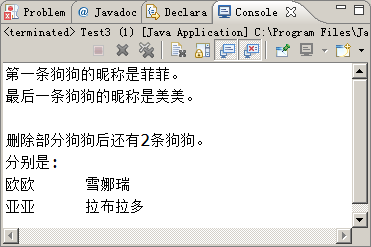 Problem @ Javadoc Declara Console
<terminated> Test3 (1) [Java Application] C:\Program Files\Ja
第一条狗狗的昵称是菲菲。
最后一条狗狗的昵称是美美。
删除部分狗狗后还有2条狗狗。
分别是:
欧欧 雪娜瑞
亚亚 拉布拉多